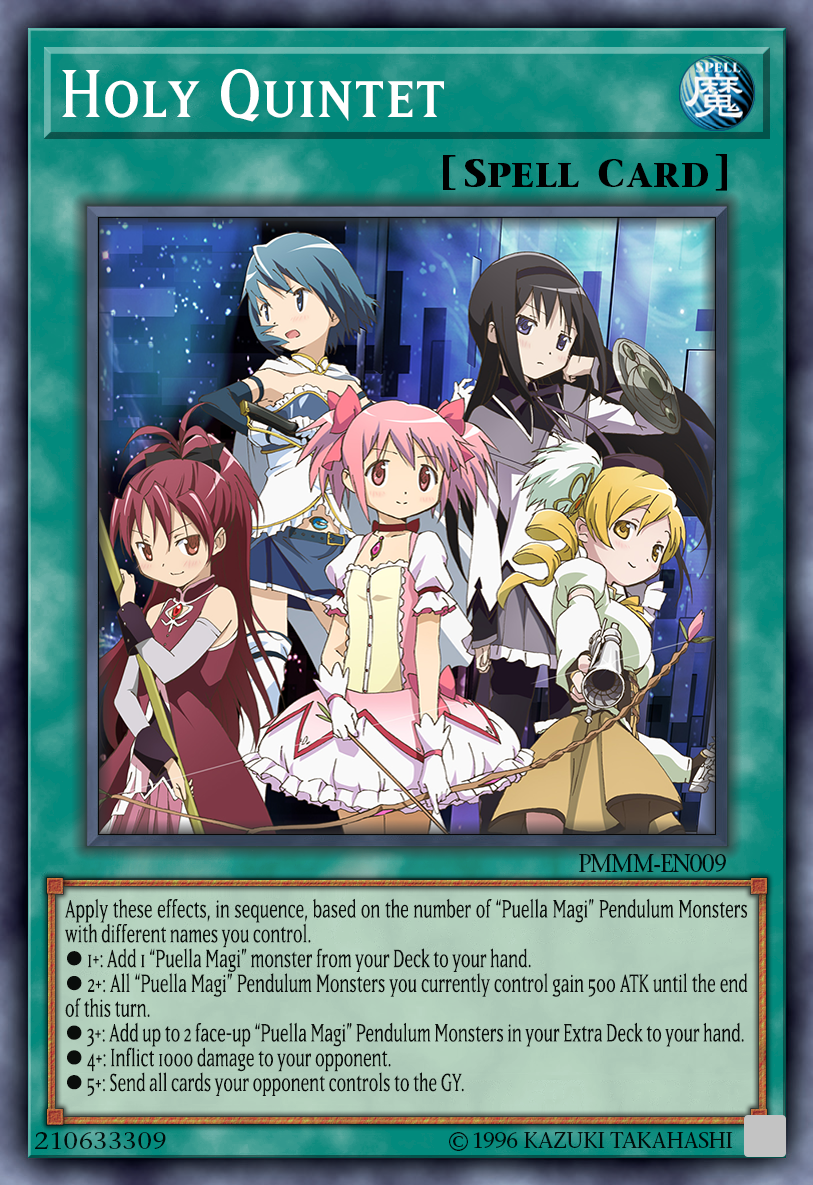 Holy Quintet
SPELL
魔
[Spell Card]
PMMM-EN009
Apply these effects, in sequence, based on the number of “Puella Magi” Pendulum Monsters
with different names you control.
● 1+: Add 1 “Puella Magi” monster from your Deck to your hand.
● 2+: All “Puella Magi” Pendulum Monsters you currently control gain 500 ATK until the end
of this turn.
● 3+: Add up to 2 face-up “Puella Magi” Pendulum Monsters in your Extra Deck to your hand.
● 4+: Inflict 1000 damage to your opponent.
● 5+: Send all cards your opponent controls to the GY.
210633309
© 1996 KAZUKI TAKAHASHI